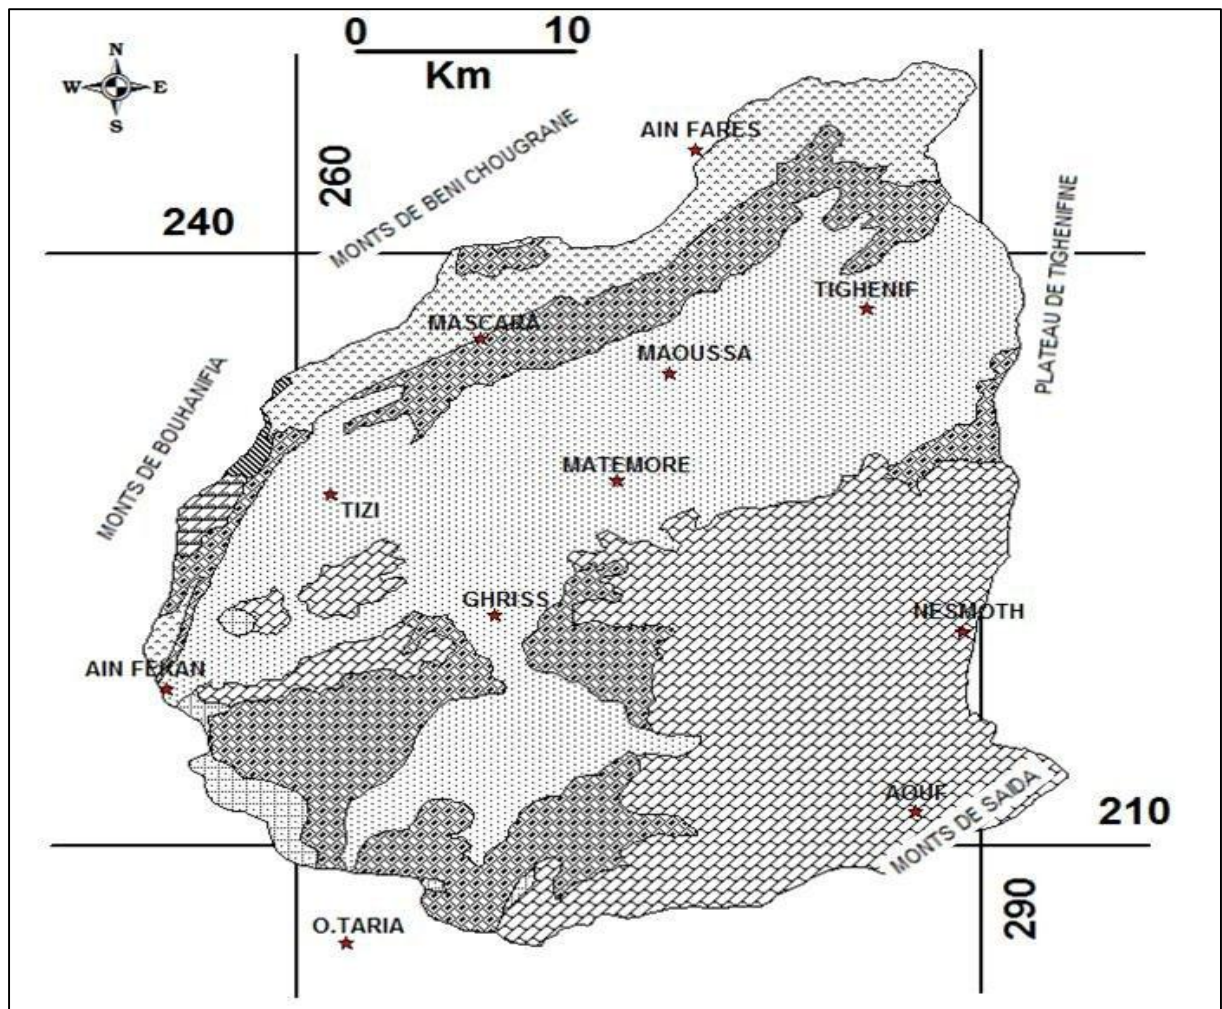 0 10
Km
N
W E
S
AIN FARES
MONTS DE BENI CHOUGRANE
260
240
PLATEAU DE TIGHENIFINE
TIGHENIF
MASCARA
MAOUSSA
MONTS DE BOUHANIFIA
MATEMORE
TIZI
GHRISS
NESMOTH
AIN FEKAN
AOUF
MONTS DE SAIDA
210
290
O.TARIA